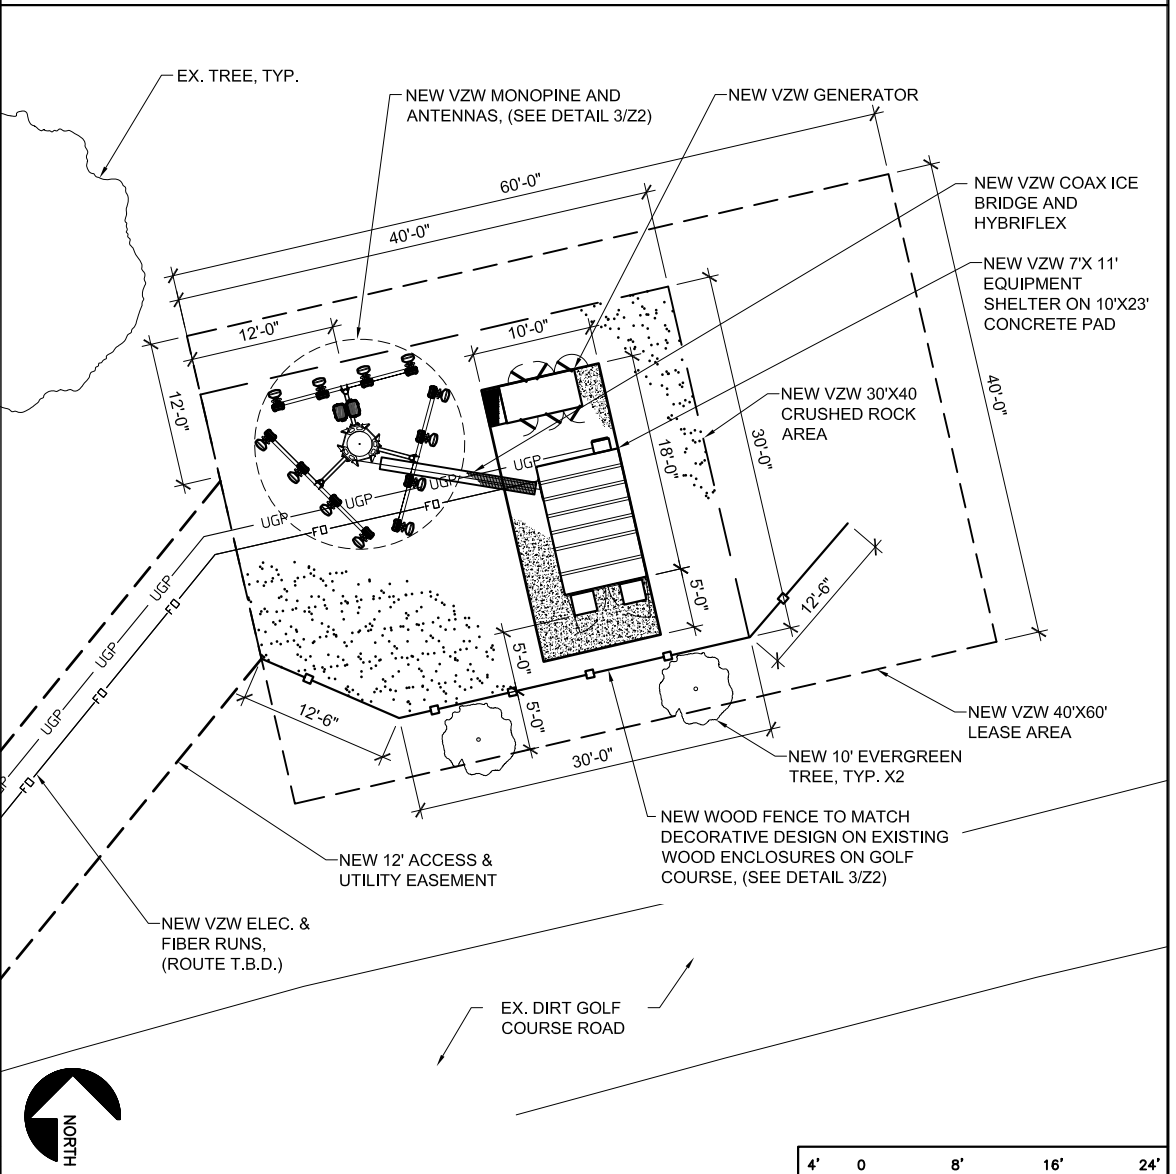 EX. TREE, TYP.
NEW VZW MONOPINE AND
ANTENNAS, (SEE DETAIL 3/Z2)
NEW VZW GENERATOR
NEW VZW COAX ICE
BRIDGE AND
HYBRIFLEX
NEW VZW 7'X 11'
EQUIPMENT
SHELTER ON 10'X23'
CONCRETE PAD
60'-0"
40'-0"
12'-0"
10'-0"
12'-0"
40'-0"
NEW VZW 30'X40
CRUSHED ROCK
AREA
30'-0"
18'-0"
UGP
UGP
UGP
UGP
FO
FO
UGP
FO
UGP
FO
UGP
FO
UGP
5'-0"
12'-6"
5'-0"
5'-0"
12'-6"
30'-0"
NEW VZW 40'X60'
LEASE AREA
NEW 10' EVERGREEN
TREE, TYP. X2
NEW WOOD FENCE TO MATCH
DECORATIVE DESIGN ON EXISTING
WOOD ENCLOSURES ON GOLF
COURSE, (SEE DETAIL 3/Z2)
NEW 12' ACCESS &
UTILITY EASEMENT
NEW VZW ELEC. &
FIBER RUNS,
(ROUTE T.B.D.)
EX. DIRT GOLF
COURSE ROAD
NORTH
4' 0 8' 16' 24'